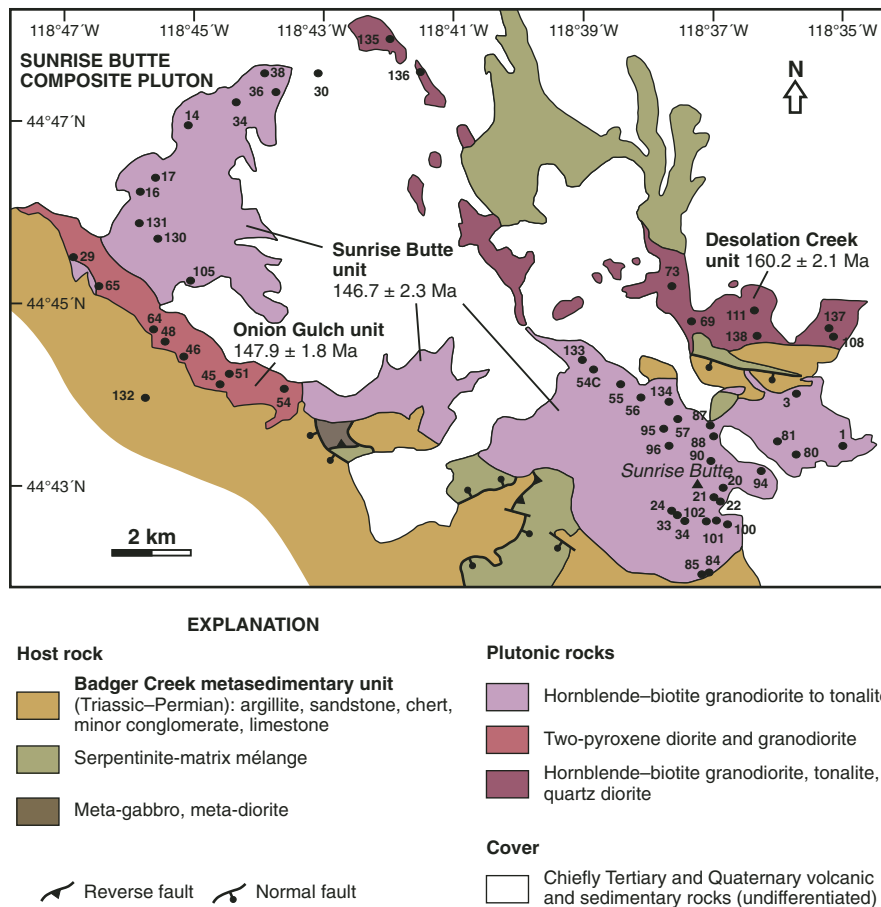 118°47´W 118°45´W 118°43´W 118°41´W 118°39´W 118°37´W 118°35´W
SUNRISE BUTTE
COMPOSITE PLUTON
135
136
38
36
30
34
14
N
44°47´N
17
16
131
130
29
105
65
Sunrise Butte
unit
146.7 ± 2.3 Ma
Desolation Creek
unit 160.2 ± 2.1 Ma
73
111
137
69
138
108
44°45´N
64
48
46
Onion Gulch unit
147.9 ± 1.8 Ma
51
45
54
132
133
54C
55
56
134
57
87
95
96
88
90
3
81
80
1
94
Sunrise Butte
44°43´N
20
21
22
24
102
33
34
101
100
85
84
2 km
EXPLANATION
Host rock
Badger Creek metasedimentary unit
(Triassic–Permian): argillite, sandstone, chert,
minor conglomerate, limestone
Serpentinite-matrix mélange
Meta-gabbro, meta-diorite
Reverse fault
Normal fault
Plutonic rocks
Hornblende–biotite granodiorite to tonalite
Two-pyroxene diorite and granodiorite
Hornblende–biotite granodiorite, tonalite,
quartz diorite
Cover
Chiefly Tertiary and Quaternary volcanic
and sedimentary rocks (undifferentiated)